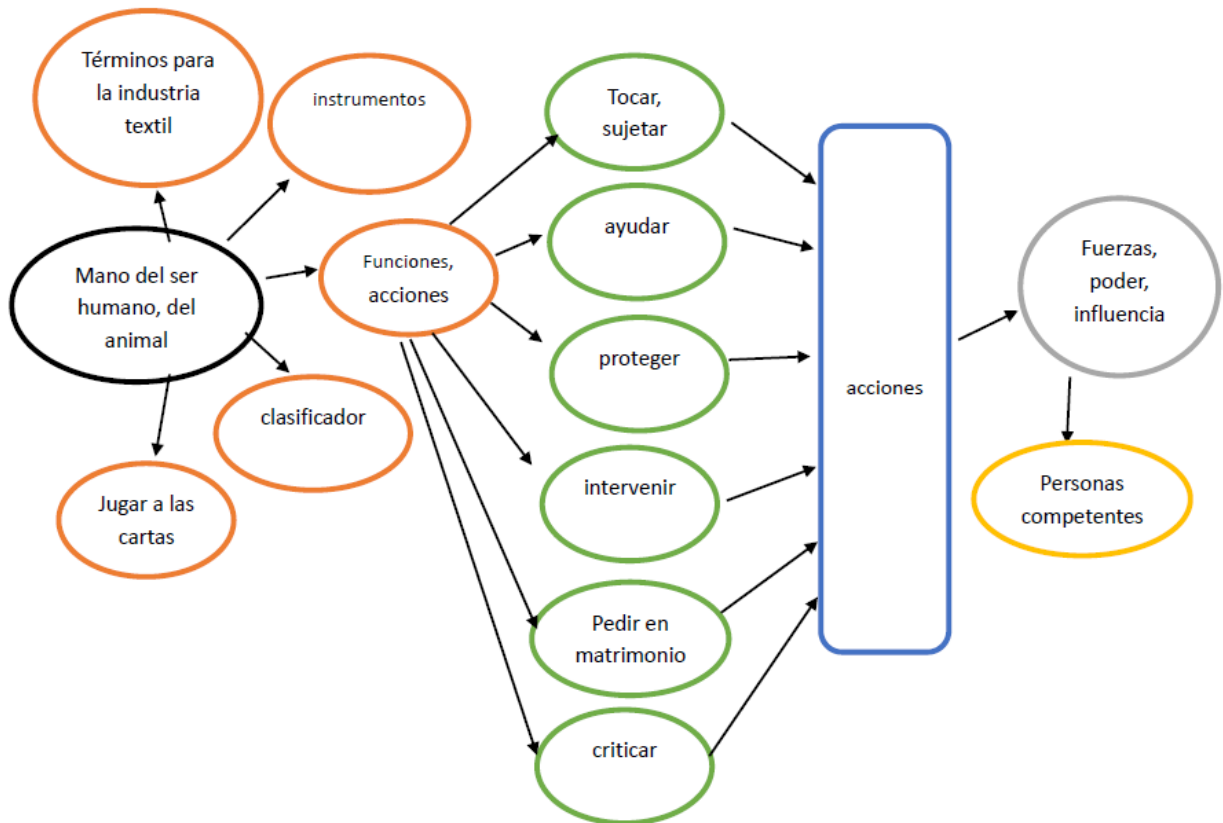 Términos para
la industria
textil
instrumentos
Mano del ser
humano, del
animal
Funciones,
acciones
clasificador
Jugar a las
cartas
Tocar,
sujetar
ayudar
proteger
intervenir
Pedir en
matrimonio
criticar
acciones
Fuerzas,
poder,
influencia
Personas
competentes